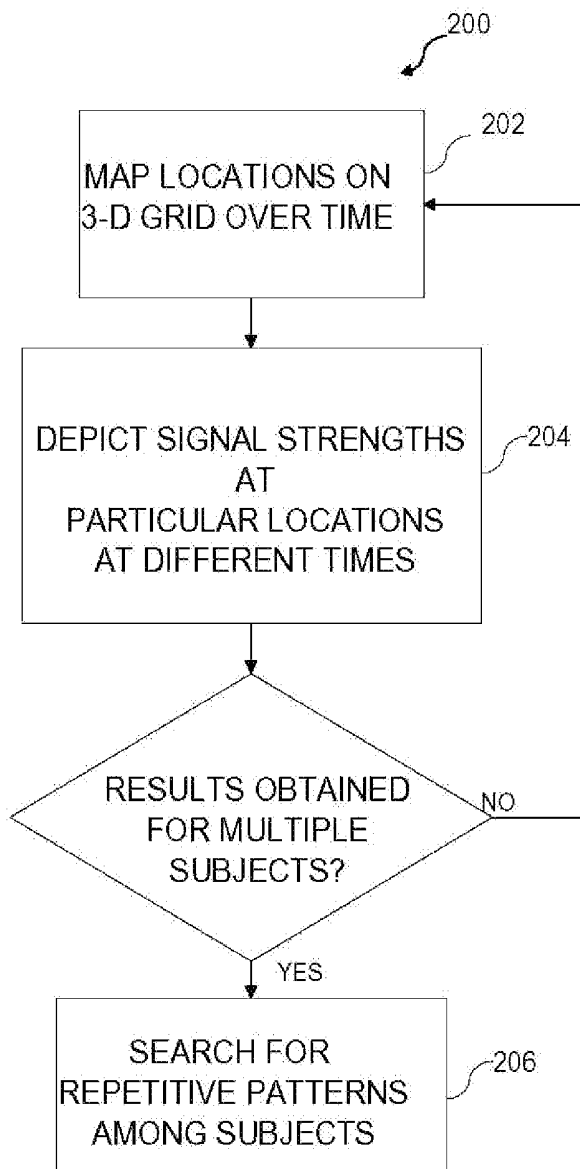 200
202
MAP LOCATIONS ON
3-D GRID OVER TIME
DEPICT SIGNAL STRENGTHS
AT
PARTICULAR LOCATIONS
AT DIFFERENT TIMES
204
RESULTS OBTAINED
FOR MULTIPLE
SUBJECTS?
NO
YES
SEARCH FOR
REPETITIVE PATTERNS
AMONG SUBJECTS
206